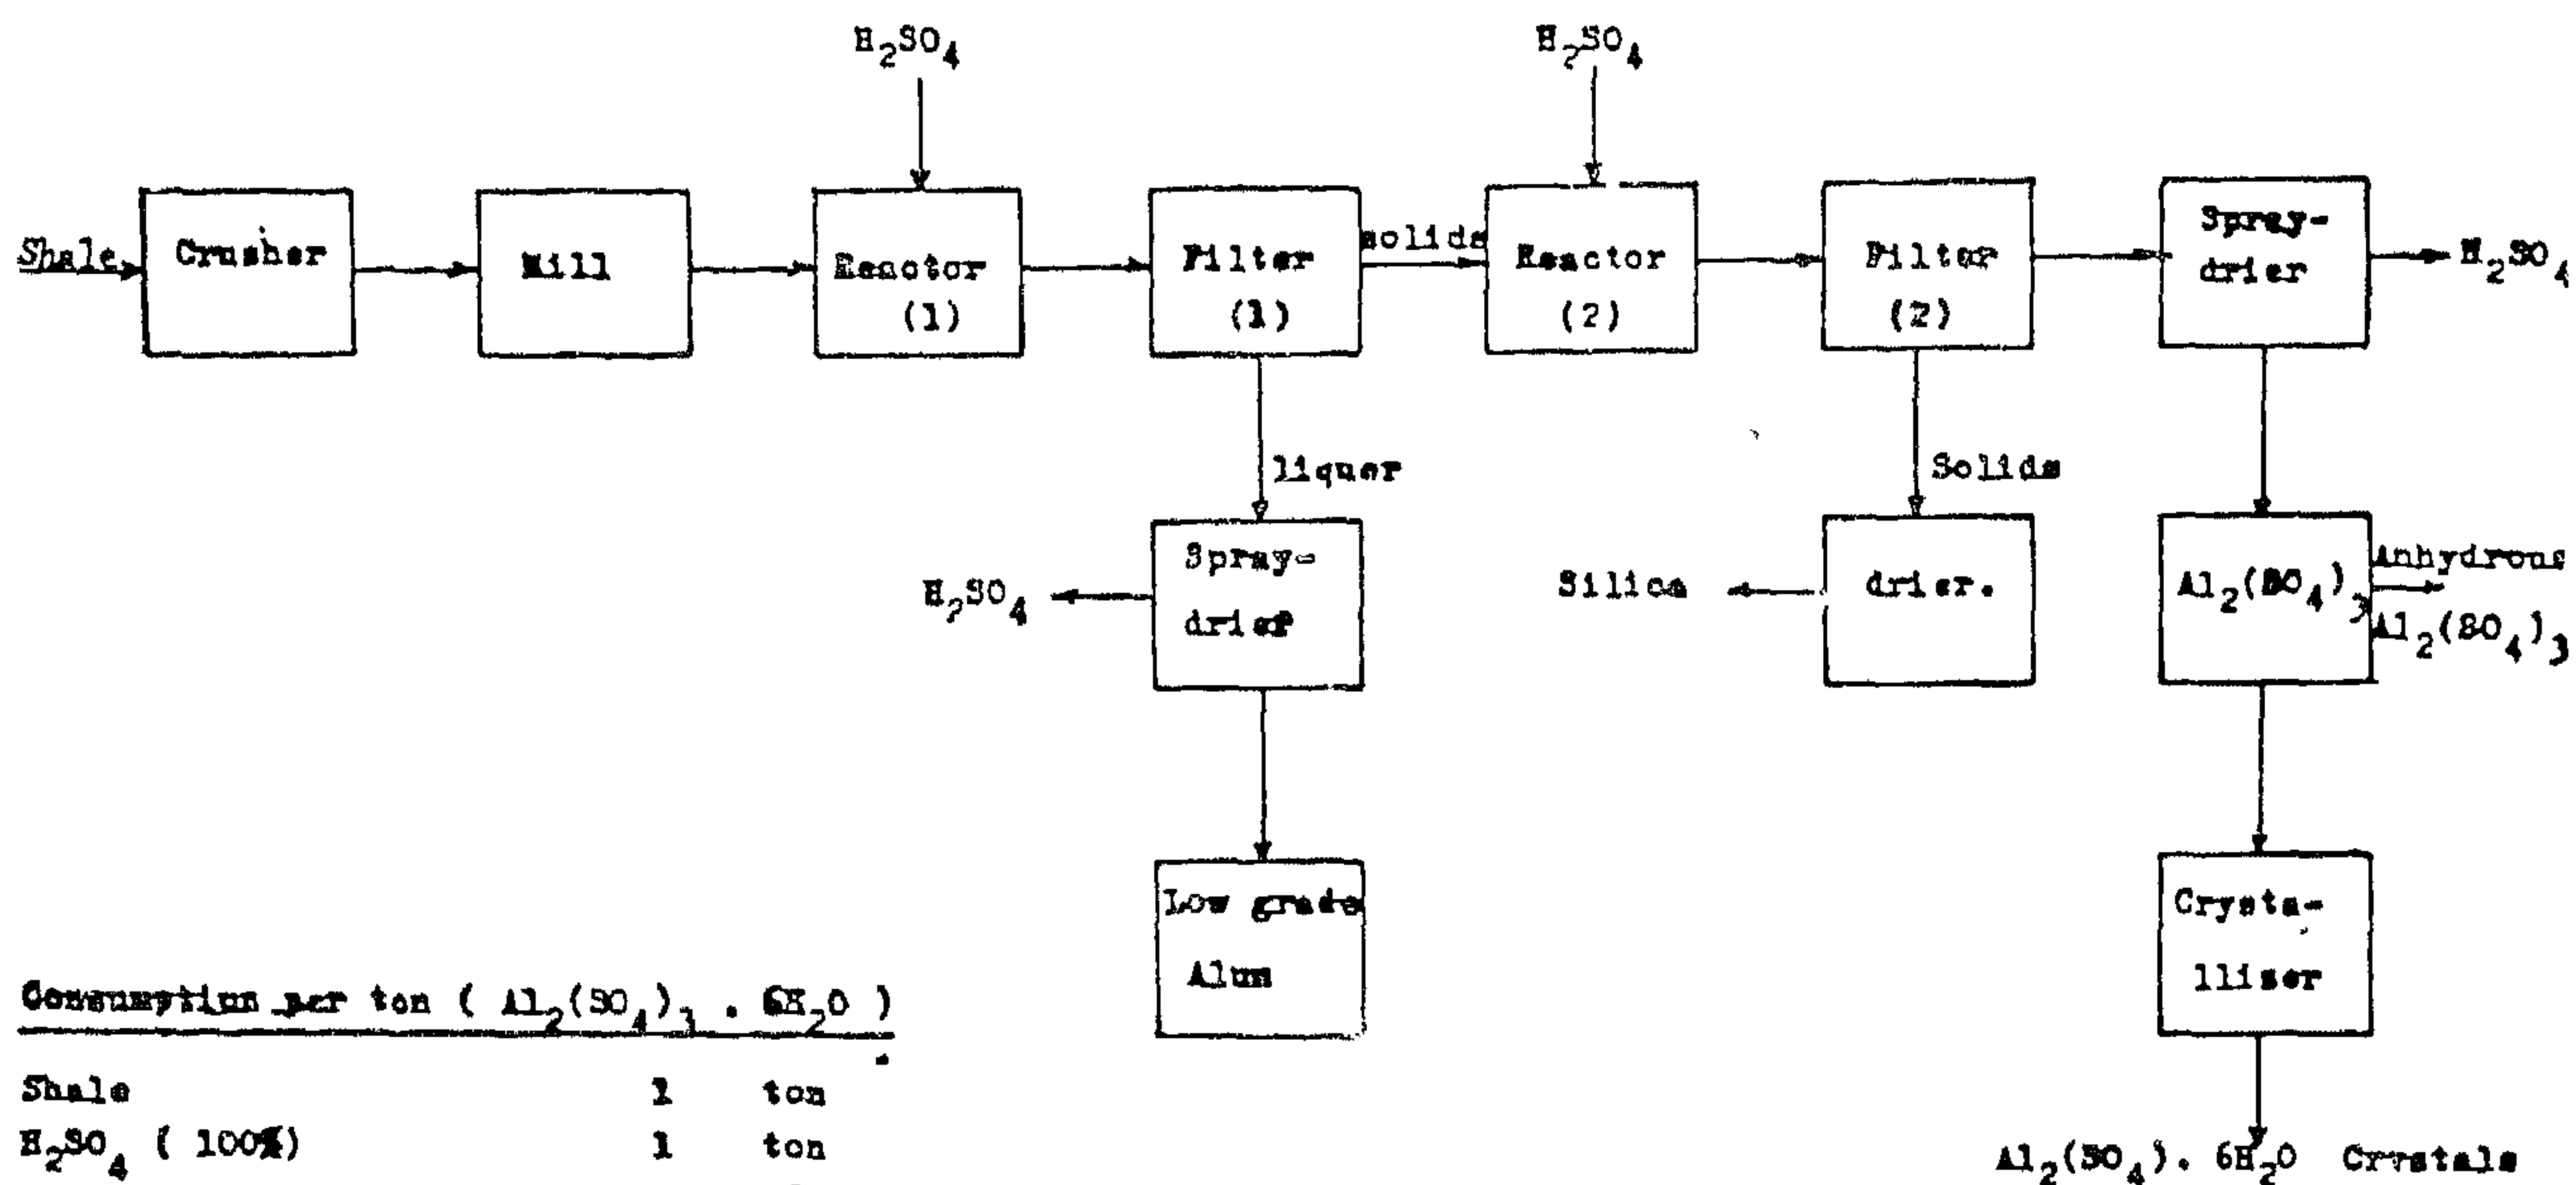 H₂SO₄
H₂SO₄
Shale
Crusher
Mill
Reactor
(1)
Filter
(1)
solids
Reactor
(2)
Filter
(2)
Spray-
drier
H₂SO₄
liquer
Spray-
drier
H₂SO₄
Low grade
Alum
Solids
drier.
Silica
Al₂(SO₄)₃
Anhydrous
Al₂(SO₄)₃
Crysta-
lliser
Al₂(SO₄). 6H₂O Crystals
Consumption per ton ( Al₂(SO₄)₃ . 6H₂O )
Shale 1 ton
H₂SO₄ ( 100%) 1 ton